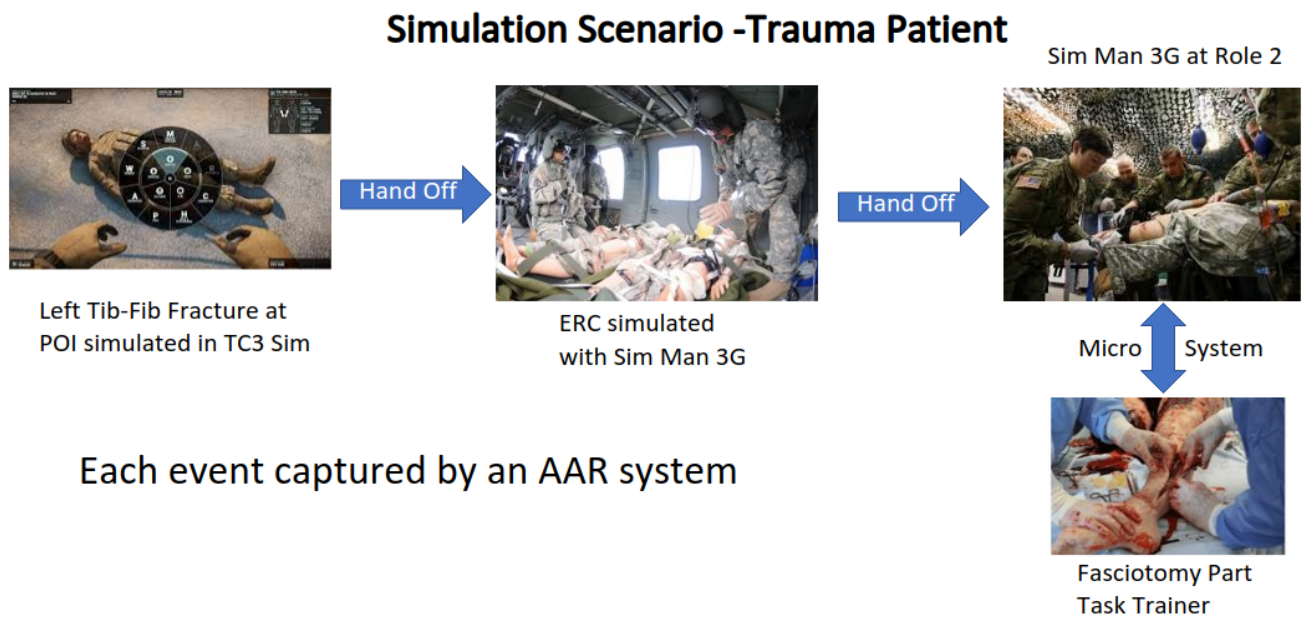 Simulation Scenario -Trauma Patient
Sim Man 3G at Role 2
M
S
W
A
P
H
C
Hand Off
Hand Off
Left Tib-Fib Fracture at
POI simulated in TC3 Sim
ERC simulated
with Sim Man 3G
Micro System
Each event captured by an AAR system
Fasciotomy Part
Task Trainer